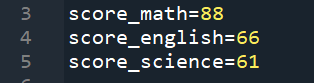 3 score_math=88
4 score_english=66
5 score_science=61